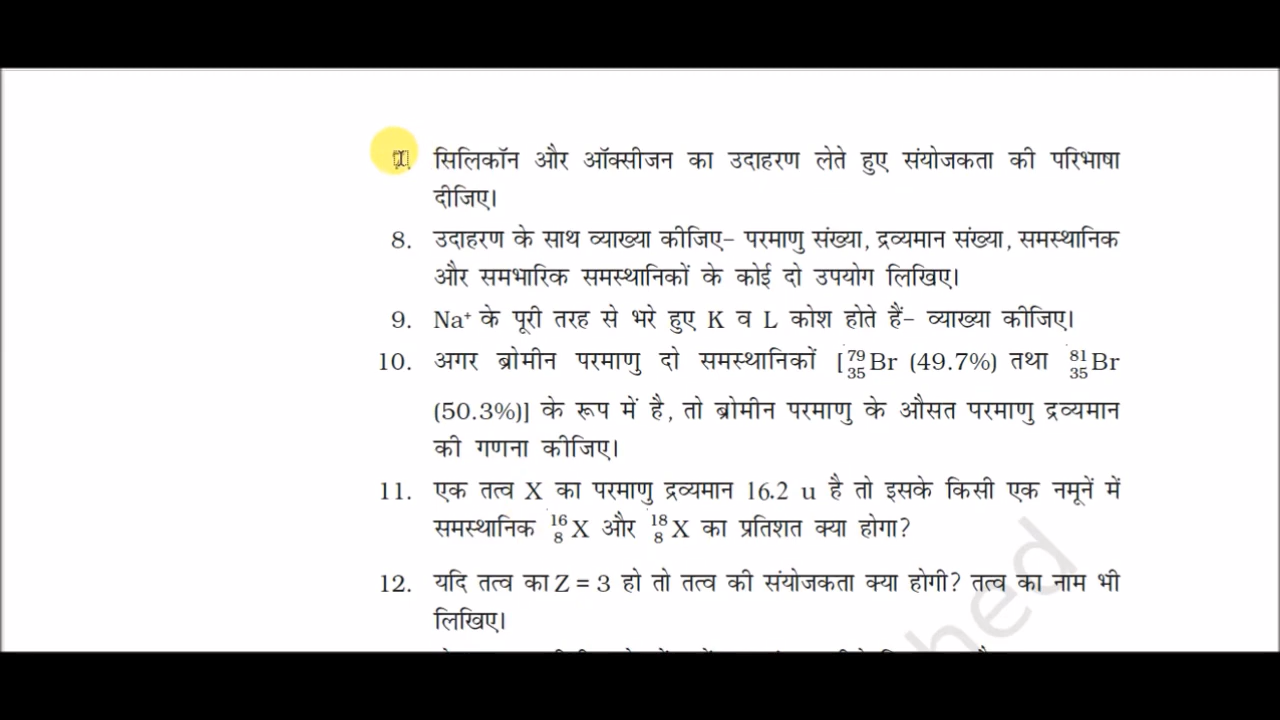 सिलिकॉन और ऑक्सीजन का उदाहरण लेते हुए संयोजकता की परिभाषा
दीजिए।
8. उदाहरण के साथ व्याख्या कीजिए– परमाणु संख्या, द्रव्यमान संख्या, समस्थानिक
और समभारिक समस्थानिकों के कोई दो उपयोग लिखिए।
9. Na⁺ के पूरी तरह से भरे हुए K व L कोश होते हैं– व्याख्या कीजिए।
10. अगर ब्रोमीन परमाणु दो समस्थानिकों [⁷⁹₃₅Br (49.7%) तथा ⁸¹₃₅Br
(50.3%)] के रूप में है, तो ब्रोमीन परमाणु के औसत परमाणु द्रव्यमान
की गणना कीजिए।
11. एक तत्व X का परमाणु द्रव्यमान 16.2 u है तो इसके किसी एक नमूनें में
समस्थानिक ¹⁶₈X और ¹⁸₈X का प्रतिशत क्या होगा?
12. यदि तत्व का Z = 3 हो तो तत्व की संयोजकता क्या होगी? तत्व का नाम भी
लिखिए।